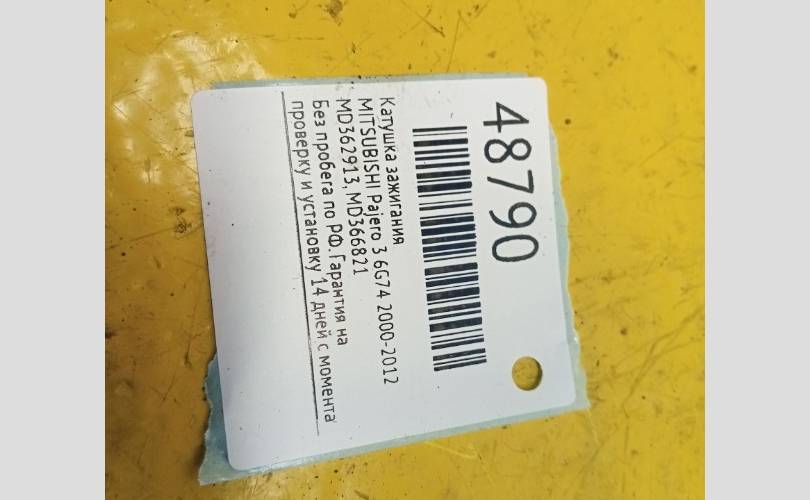 48790
Катушка зажигания
MITSUBISHI Pajero 3 6G74 2000-2012
MD362913, MD366821
Без пробега по РФ. Гарантия на
проверку и установку 14 дней с момента